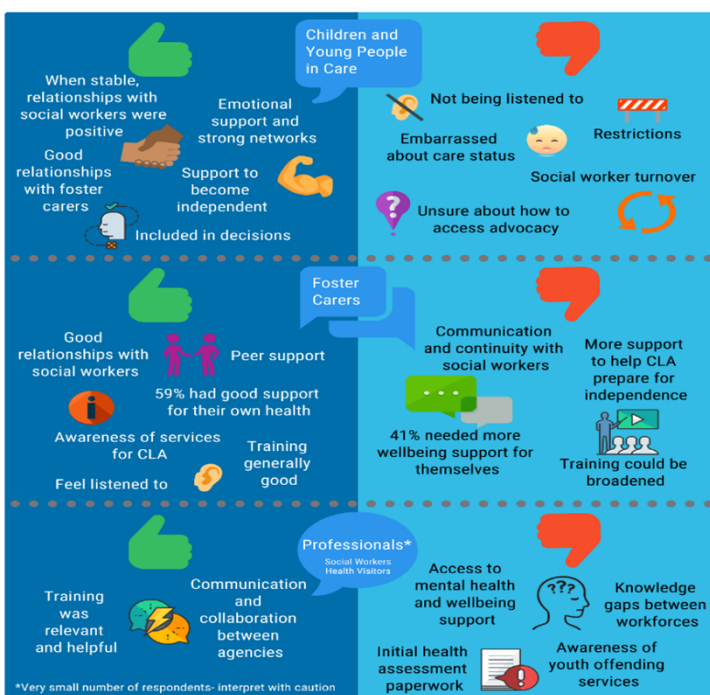 Children and
Young People
in Care
When stable,
relationships with
social workers were
positive
Emotional
support and
strong networks
Good
relationships
with foster
carers
Support to
become
independent
Included in decisions
Not being listened to
Restrictions
Embarrassed
about care status
Social worker turnover
?
Unsure about how to
access advocacy
Foster
Carers
Good
relationships with
social workers
Peer support
59% had good support
for their own health
i
Awareness of services
for CLA
Training
generally
good
Feel listened to
Communication
and continuity with
social workers
More support
to help CLA
prepare for
independence
41% needed more
wellbeing support for
themselves
Training could be
broadened
Professionals*
Social Workers
Health Visitors
Training
was
relevant
and helpful
Communication
and
collaboration
between
agencies
Access to
mental health
and wellbeing
support
???
Knowledge
gaps between
workforces
Initial health
assessment
paperwork
!
Awareness of
youth offending
services
*Very small number of respondents- interpret with caution